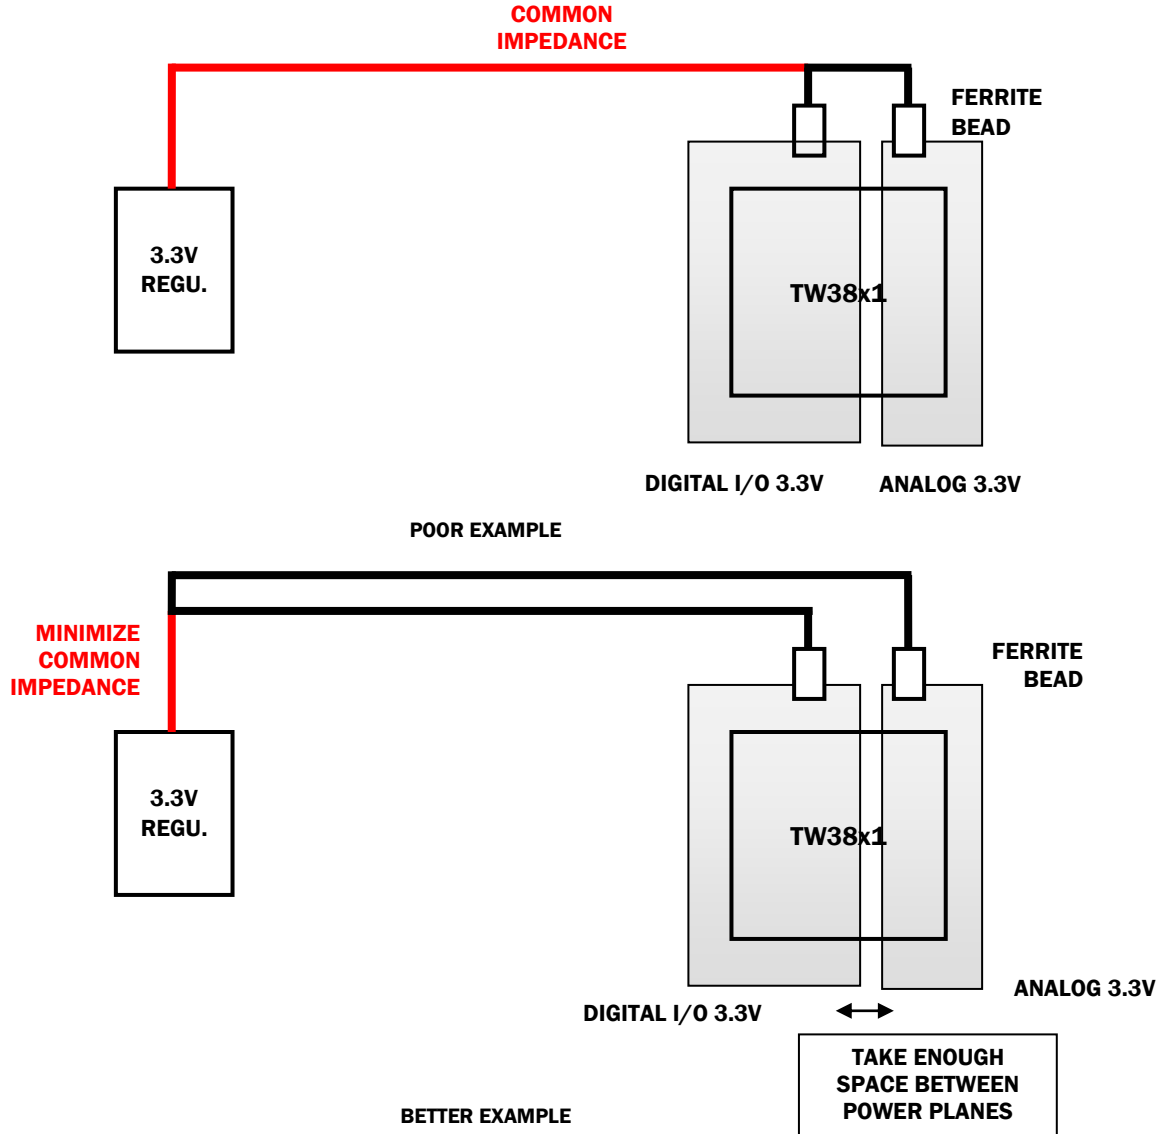 COMMON
IMPEDANCE
FERRITE
BEAD
3.3V
REGU.
TW38x1
DIGITAL I/O 3.3V
ANALOG 3.3V
POOR EXAMPLE
MINIMIZE
COMMON
IMPEDANCE
FERRITE
BEAD
3.3V
REGU.
TW38x1
ANALOG 3.3V
DIGITAL I/O 3.3V
TAKE ENOUGH
SPACE BETWEEN
POWER PLANES
BETTER EXAMPLE